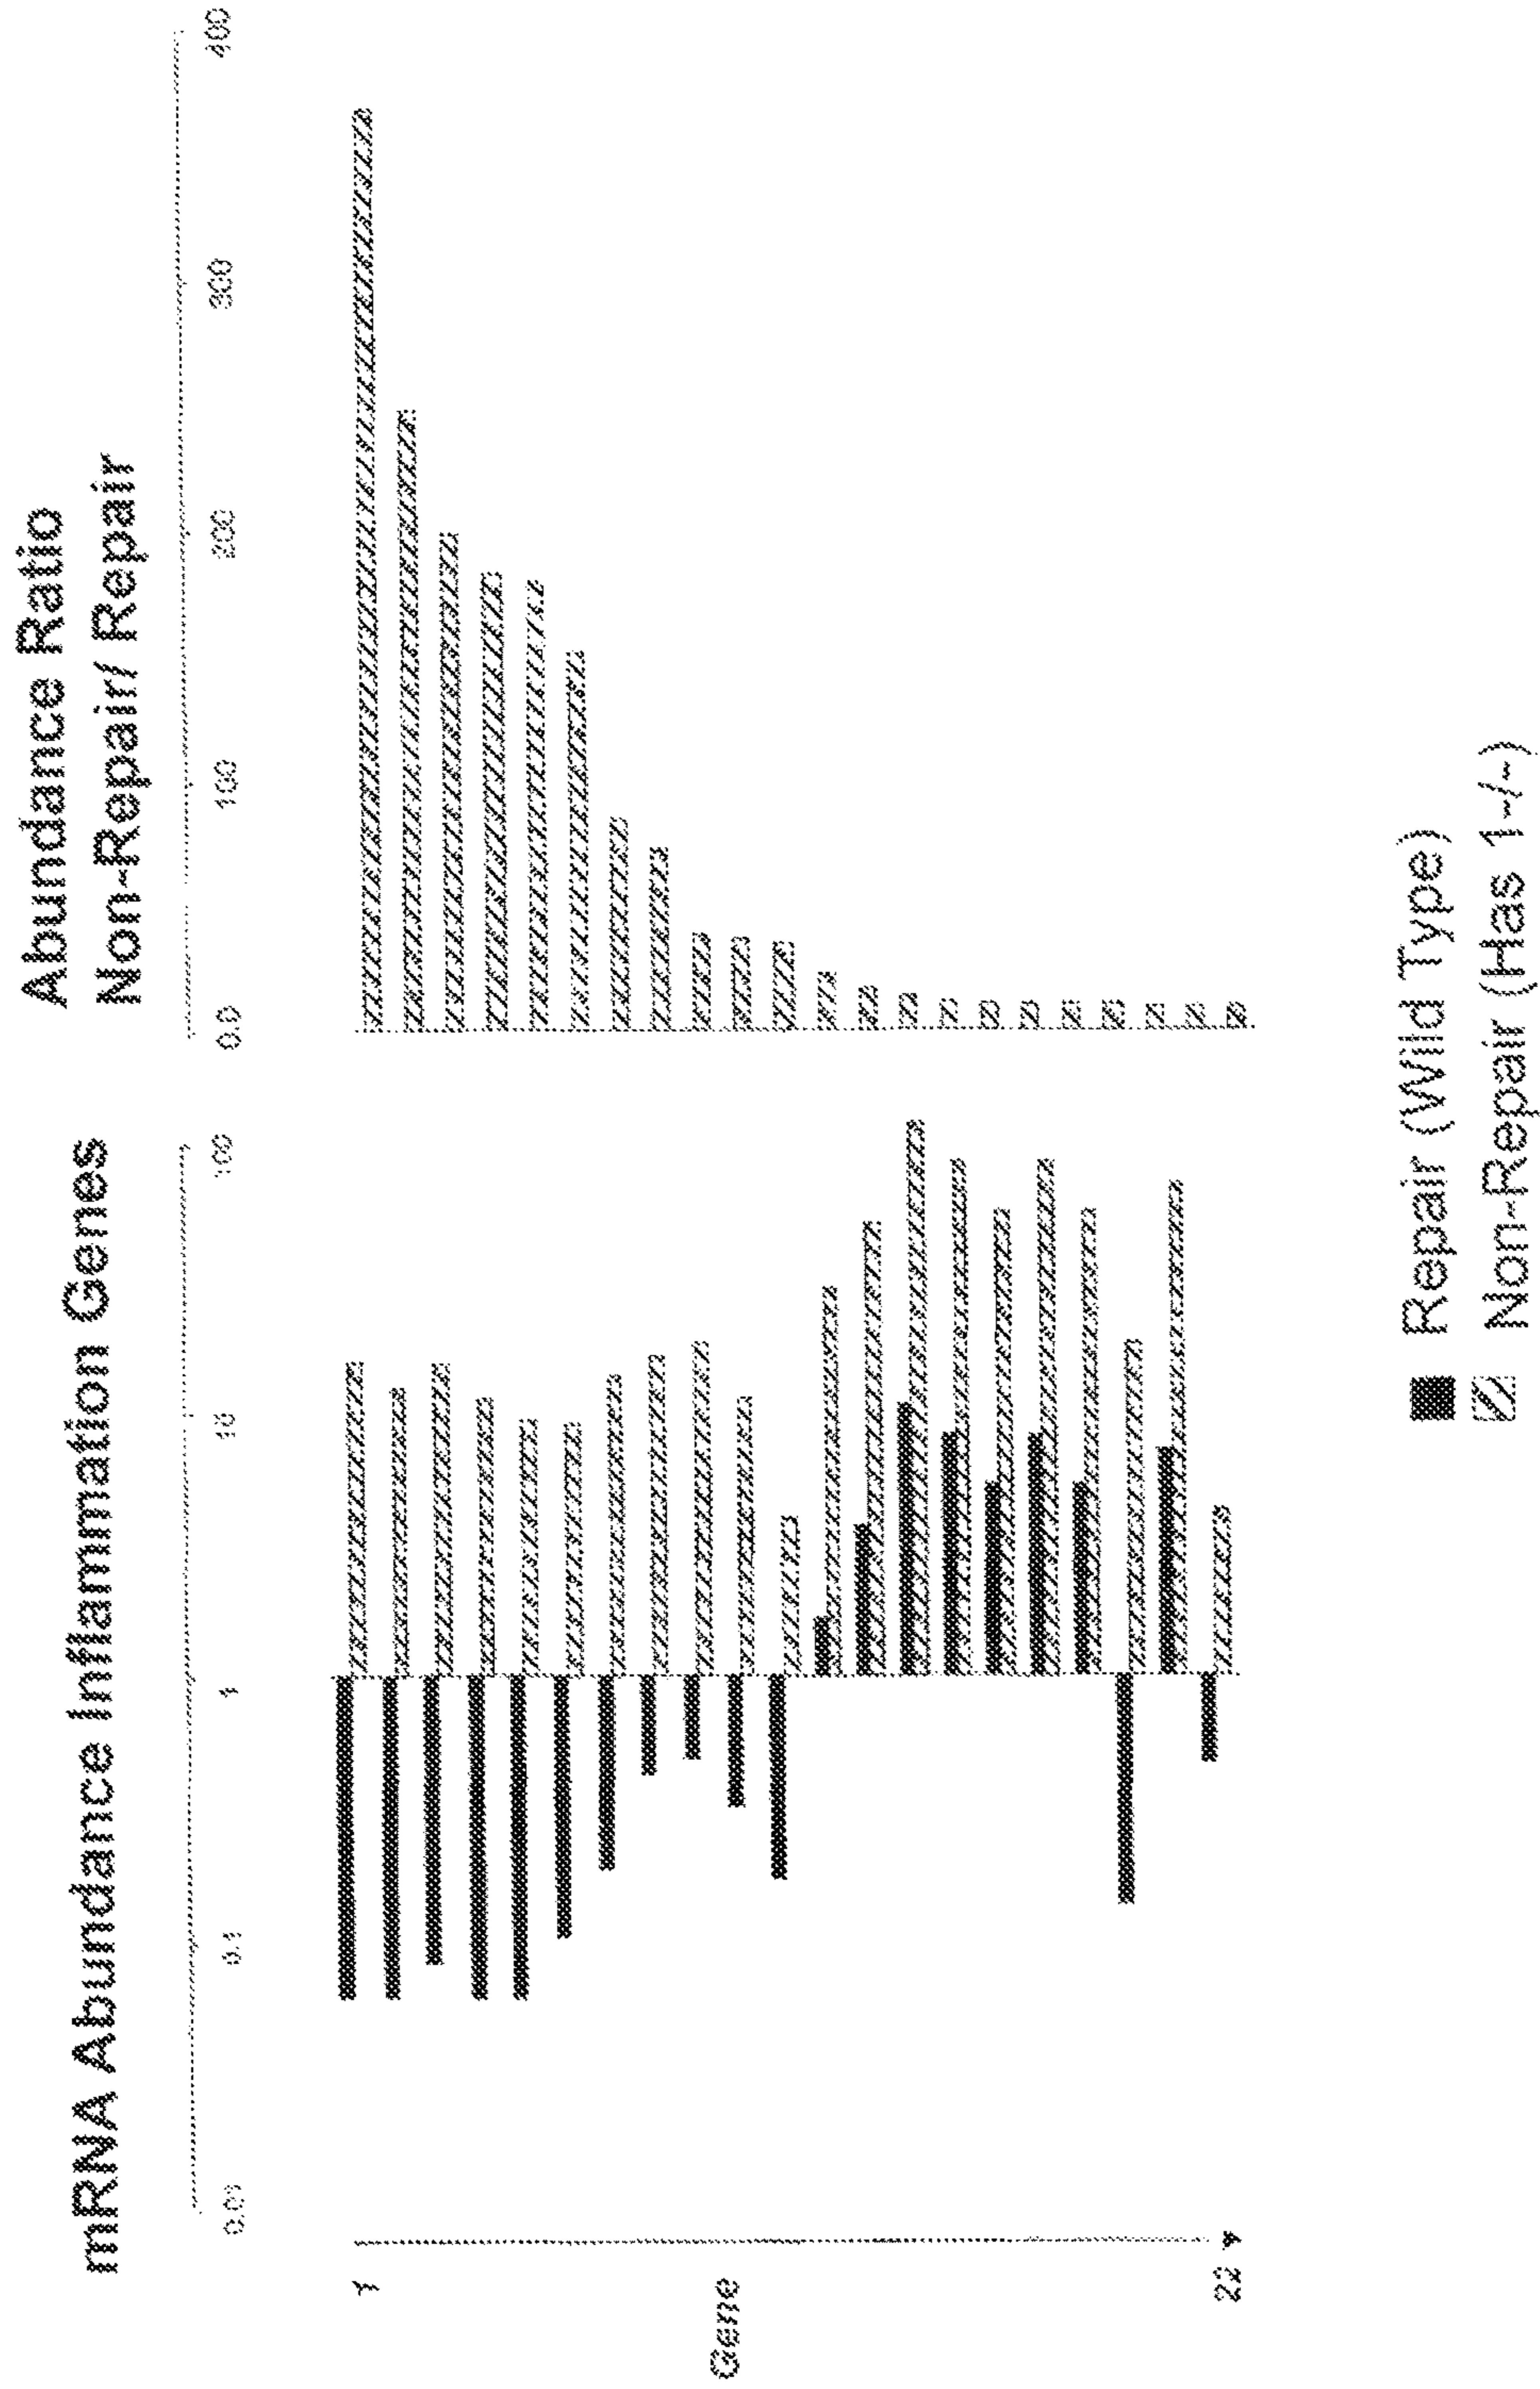 mRNA Abundance Inflammation Genes
0.01 0.1 1 10 100
Abundance Ratio
Non-Repair/ Repair
0.0 100 200 300 400
1
Gene
22
Repair (Wild Type)
Non-Repair (Has 1-/-)